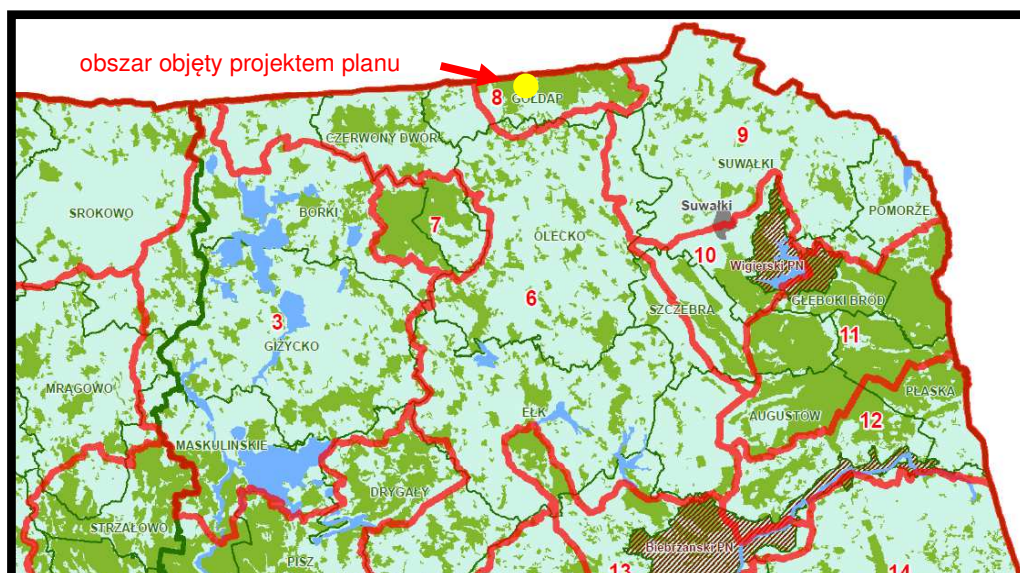 obszar objęty projektem planu
8
GOŁDAP
CZERWONY DWÓR
9
SUWAŁKI
SROKOWO
BORKI
7
Suwałki
POMORZE
OLECKO
10
Wigierski PN
6
SZCZEBRA
GŁĘBOKI BRÓD
3
GIŻYCKO
11
MRĄGOWO
PŁASKA
EŁK
AUGUSTÓW
12
MASKULIŃSKIE
DRYGAŁY
STRZAŁOWO
Biebrzański PN
PISZ
13
14